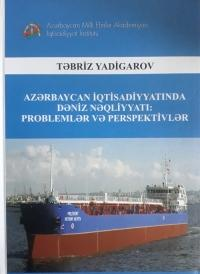 Azərbaycan Milli Elmlər Akademiyası
İqtisadiyyat İnstitutu
TƏBRİZ YADİGAROV
AZƏRBAYCAN İQTİSADİYYATINDA
DƏNİZ NƏQLİYYATI:
PROBLEMLƏR VƏ PERSPEKTİVLƏR